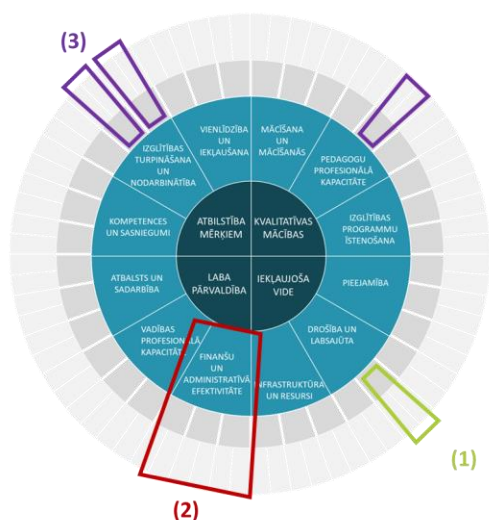 (3)
VIENLĪDZĪBA
UN
IEKĻAUŠANA
MĀCĪŠANA
UN
MĀCĪŠANĀS
IZGLĪTĪBAS
TURPINĀŠANA
UN
NODARBINĀTĪBA
PEDAGOGU
PROFESIONĀLĀ
KAPACITĀTE
KOMPETENCES
UN SASNIEGUMI
ATBILSTĪBA
MĒRĶIEM
KVALITATĪVAS
MĀCĪBAS
IZGLĪTĪBAS
PROGRAMMU
ĪSTENOŠANA
ATBALSTS UN
SADARBĪBA
LABA
PĀRVALDĪBA
IEKĻAUJOŠA
VIDE
PIEEJAMĪBA
VADĪBAS
PROFESIONĀLĀ
KAPACITĀTE
FINANŠU
UN
ADMINISTRATĪVĀ
EFEKTIVITĀTE
INFRASTRUKTŪRA
UN RESURSI
DROŠĪBA UN
LABSAJŪTA
(1)
(2)